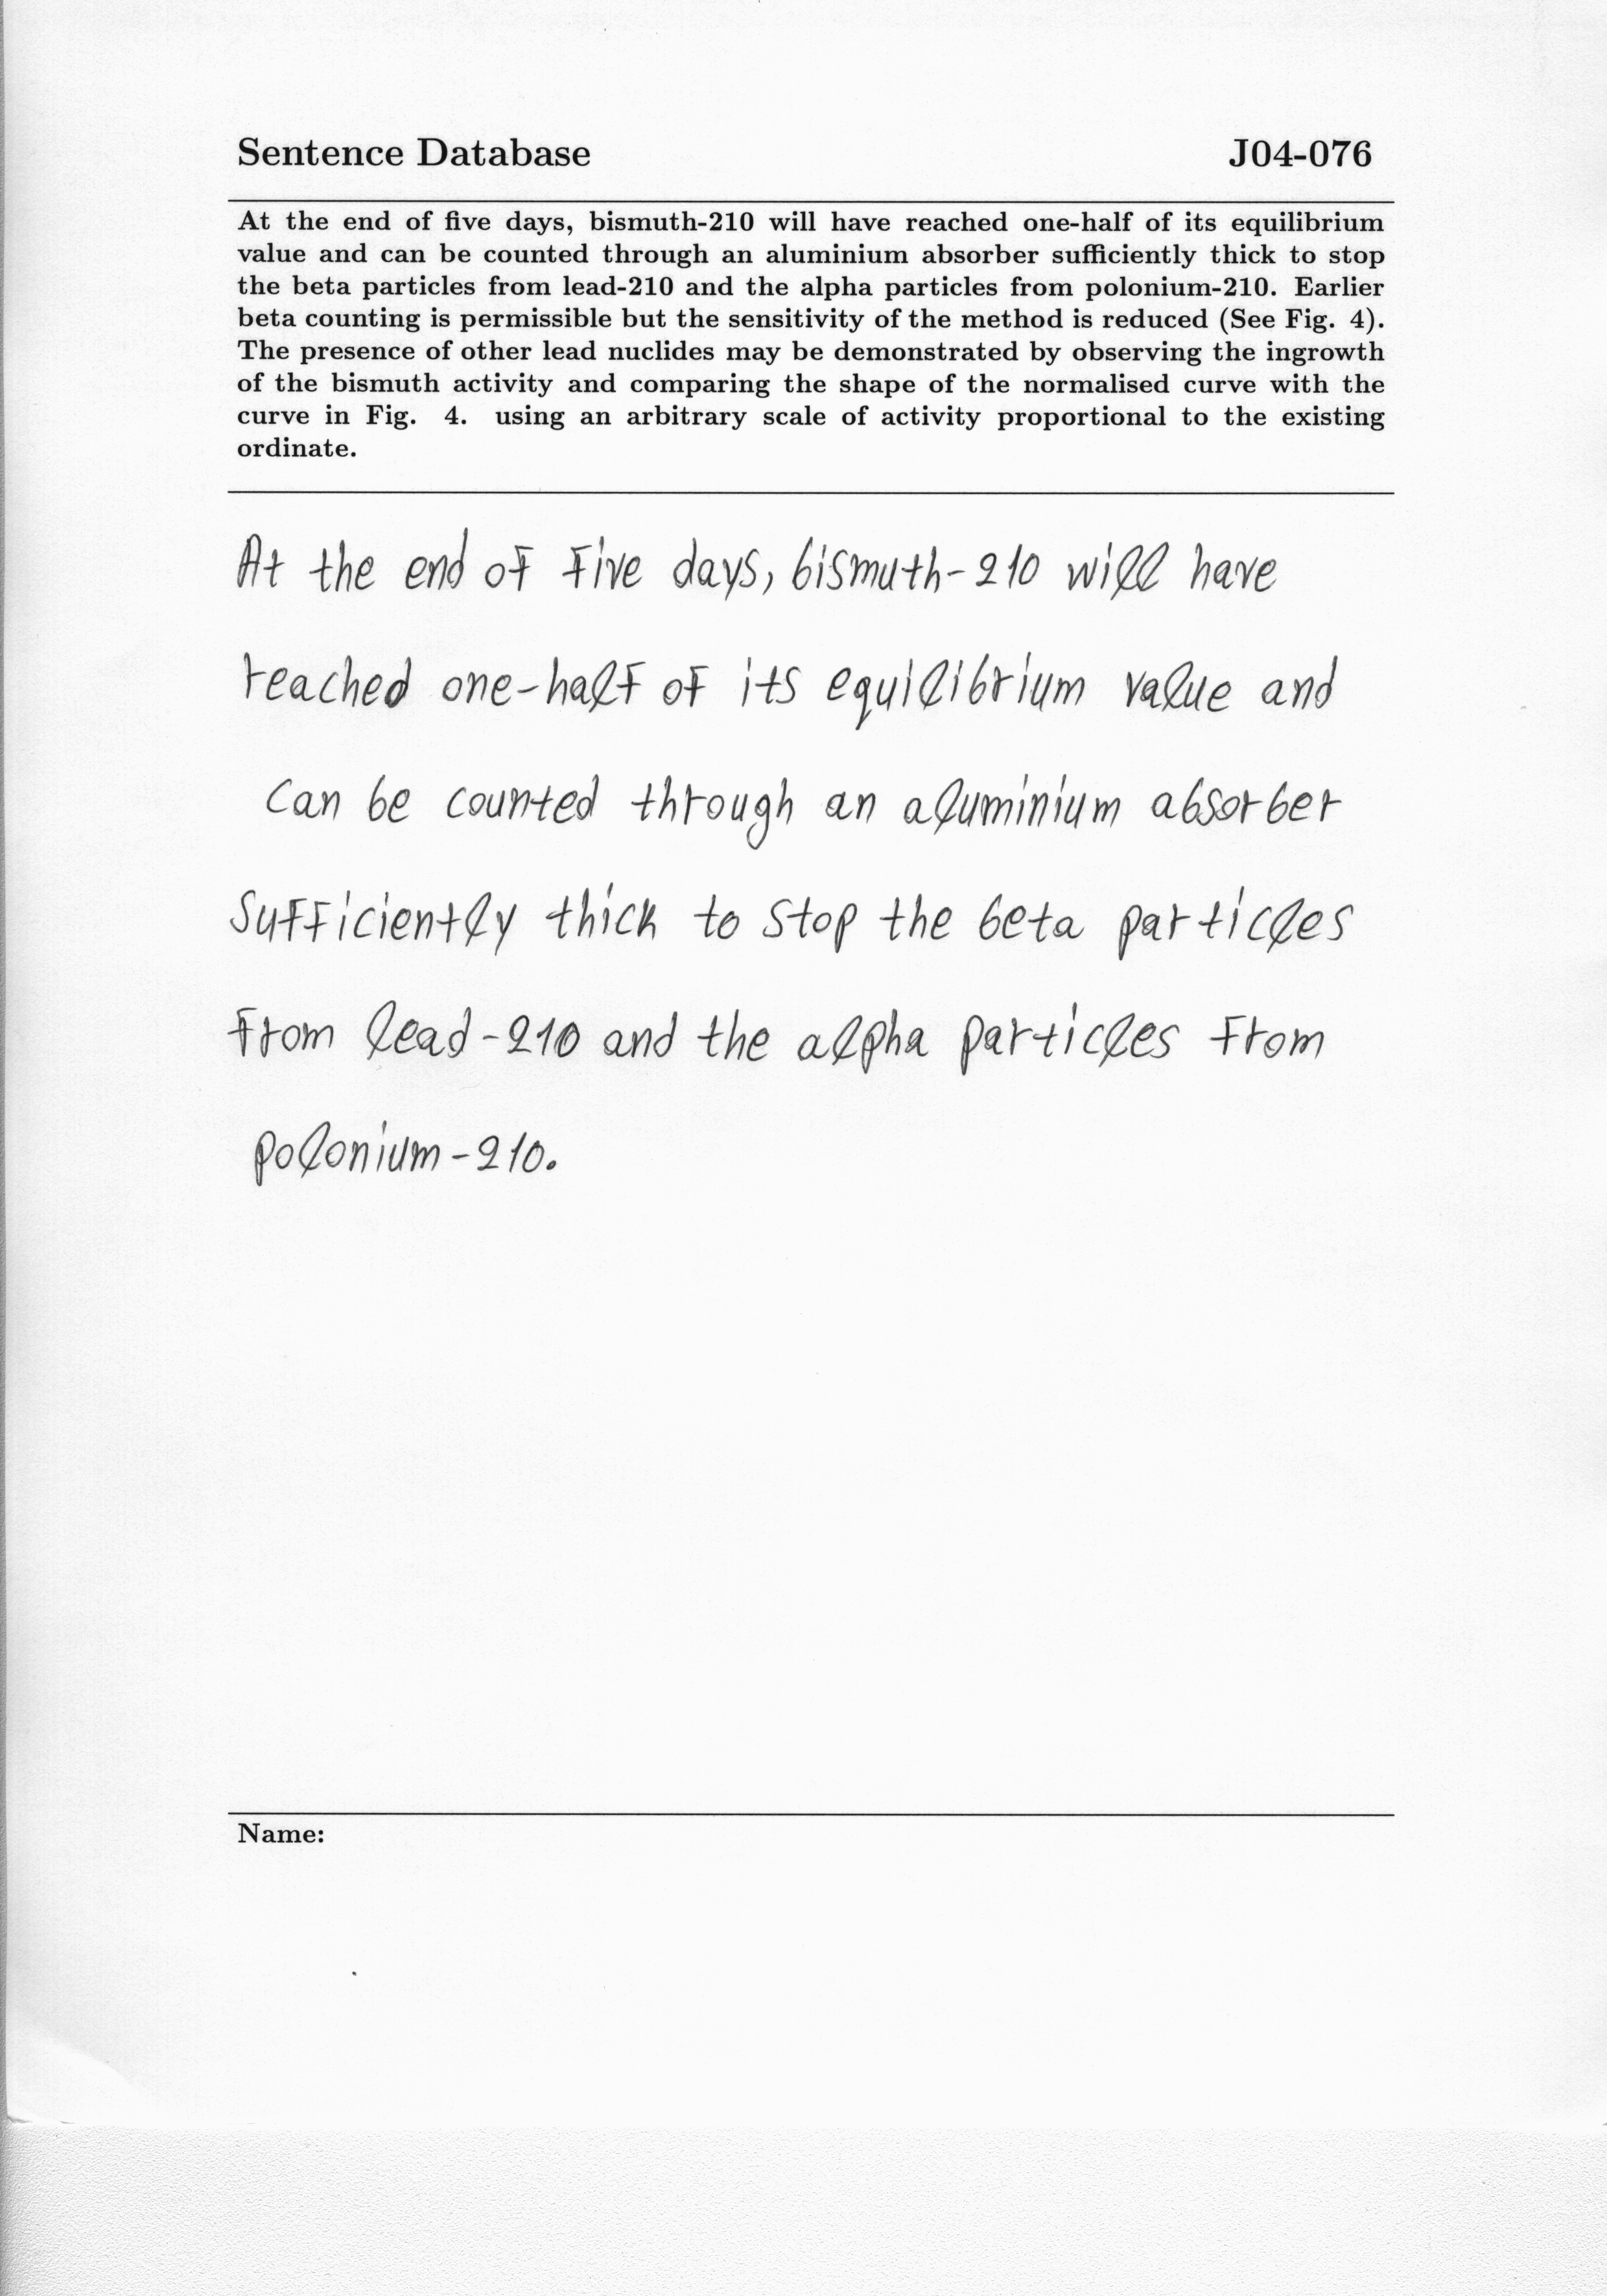 Sentence Database J04-076
At the end of five days, bismuth-210 will have reached one-half of its equilibrium
value and can be counted through an aluminium absorber sufficiently thick to stop
the beta particles from lead-210 and the alpha particles from polonium-210. Earlier
beta counting is permissible but the sensitivity of the method is reduced (See Fig. 4).
The presence of other lead nuclides may be demonstrated by observing the ingrowth
of the bismuth activity and comparing the shape of the normalised curve with the
curve in Fig. 4. using an arbitrary scale of activity proportional to the existing
ordinate.
At the end of five days, bismuth-210 will have
reached one-half of its equilibrium value and
can be counted through an aluminium absorber
sufficiently thick to stop the beta particles
from lead-210 and the alpha particles from
polonium-210.
Name: